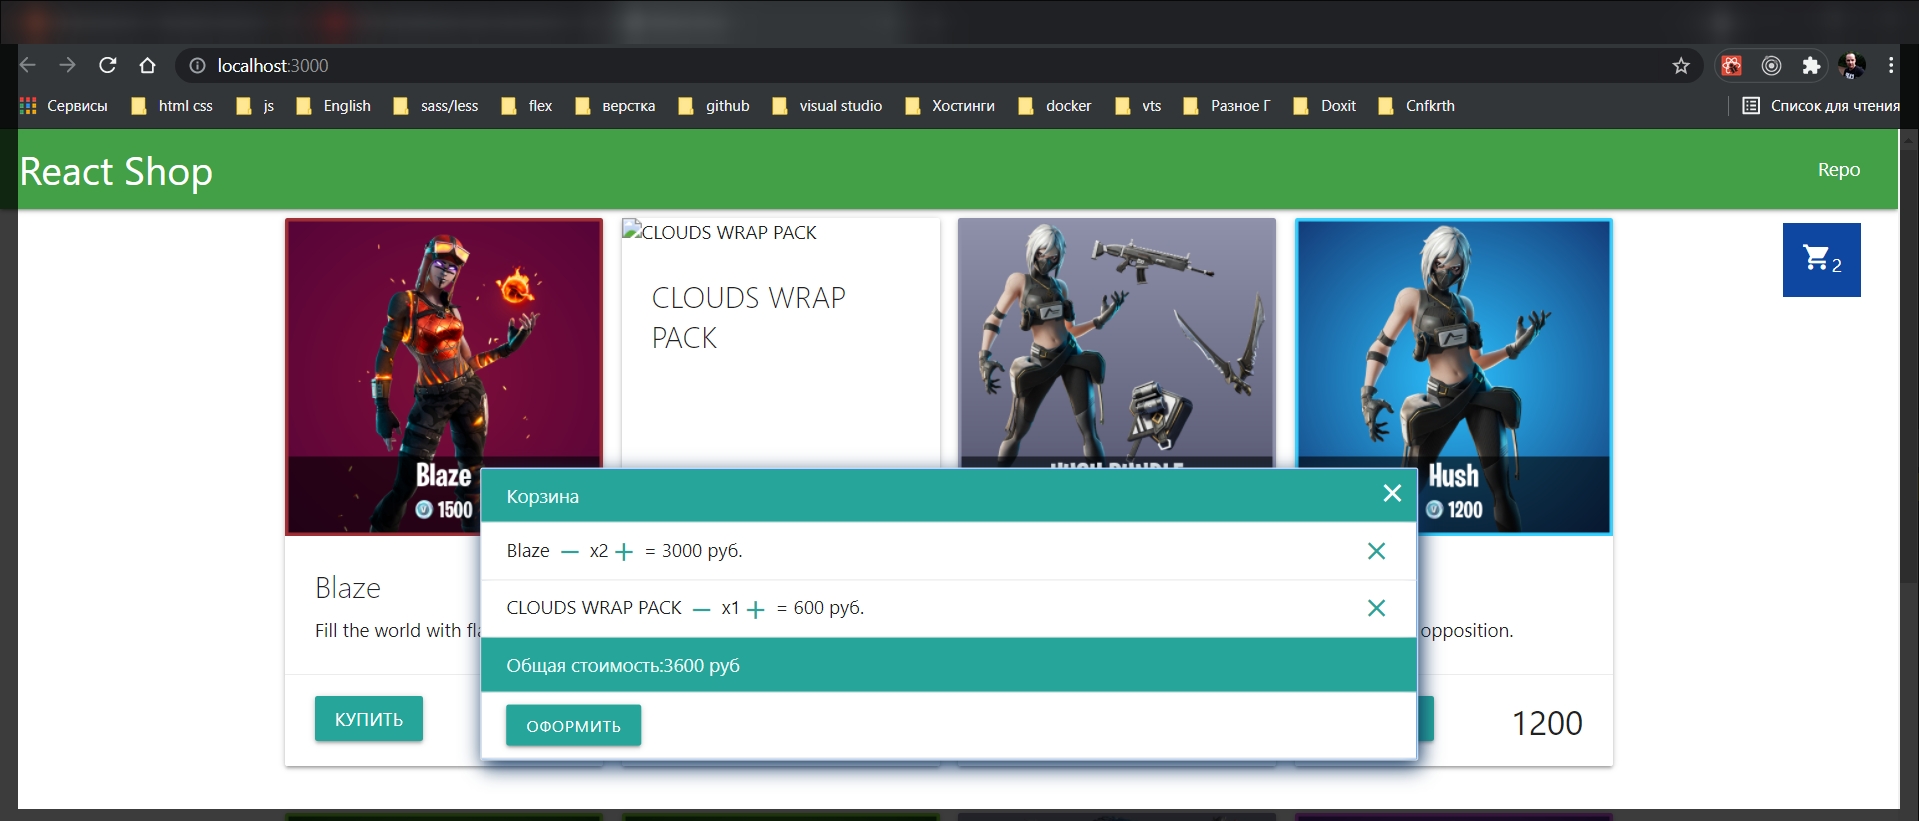 localhost:3000
Сервисы html css js English sass/less flex верстка github visual studio Хостинги docker vts Разное Г Doxit Cnfkrth Список для чтения
React Shop
Repo
CLOUDS WRAP PACK
2
CLOUDS WRAP
PACK
Blaze
1500
Hush
1200
Корзина
Blaze x2 = 3000 руб.
CLOUDS WRAP PACK x1 = 600 руб.
Общая стоимость:3600 руб
ОФОРМИТЬ
Blaze
Fill the world with
opposition.
КУПИТЬ
1200